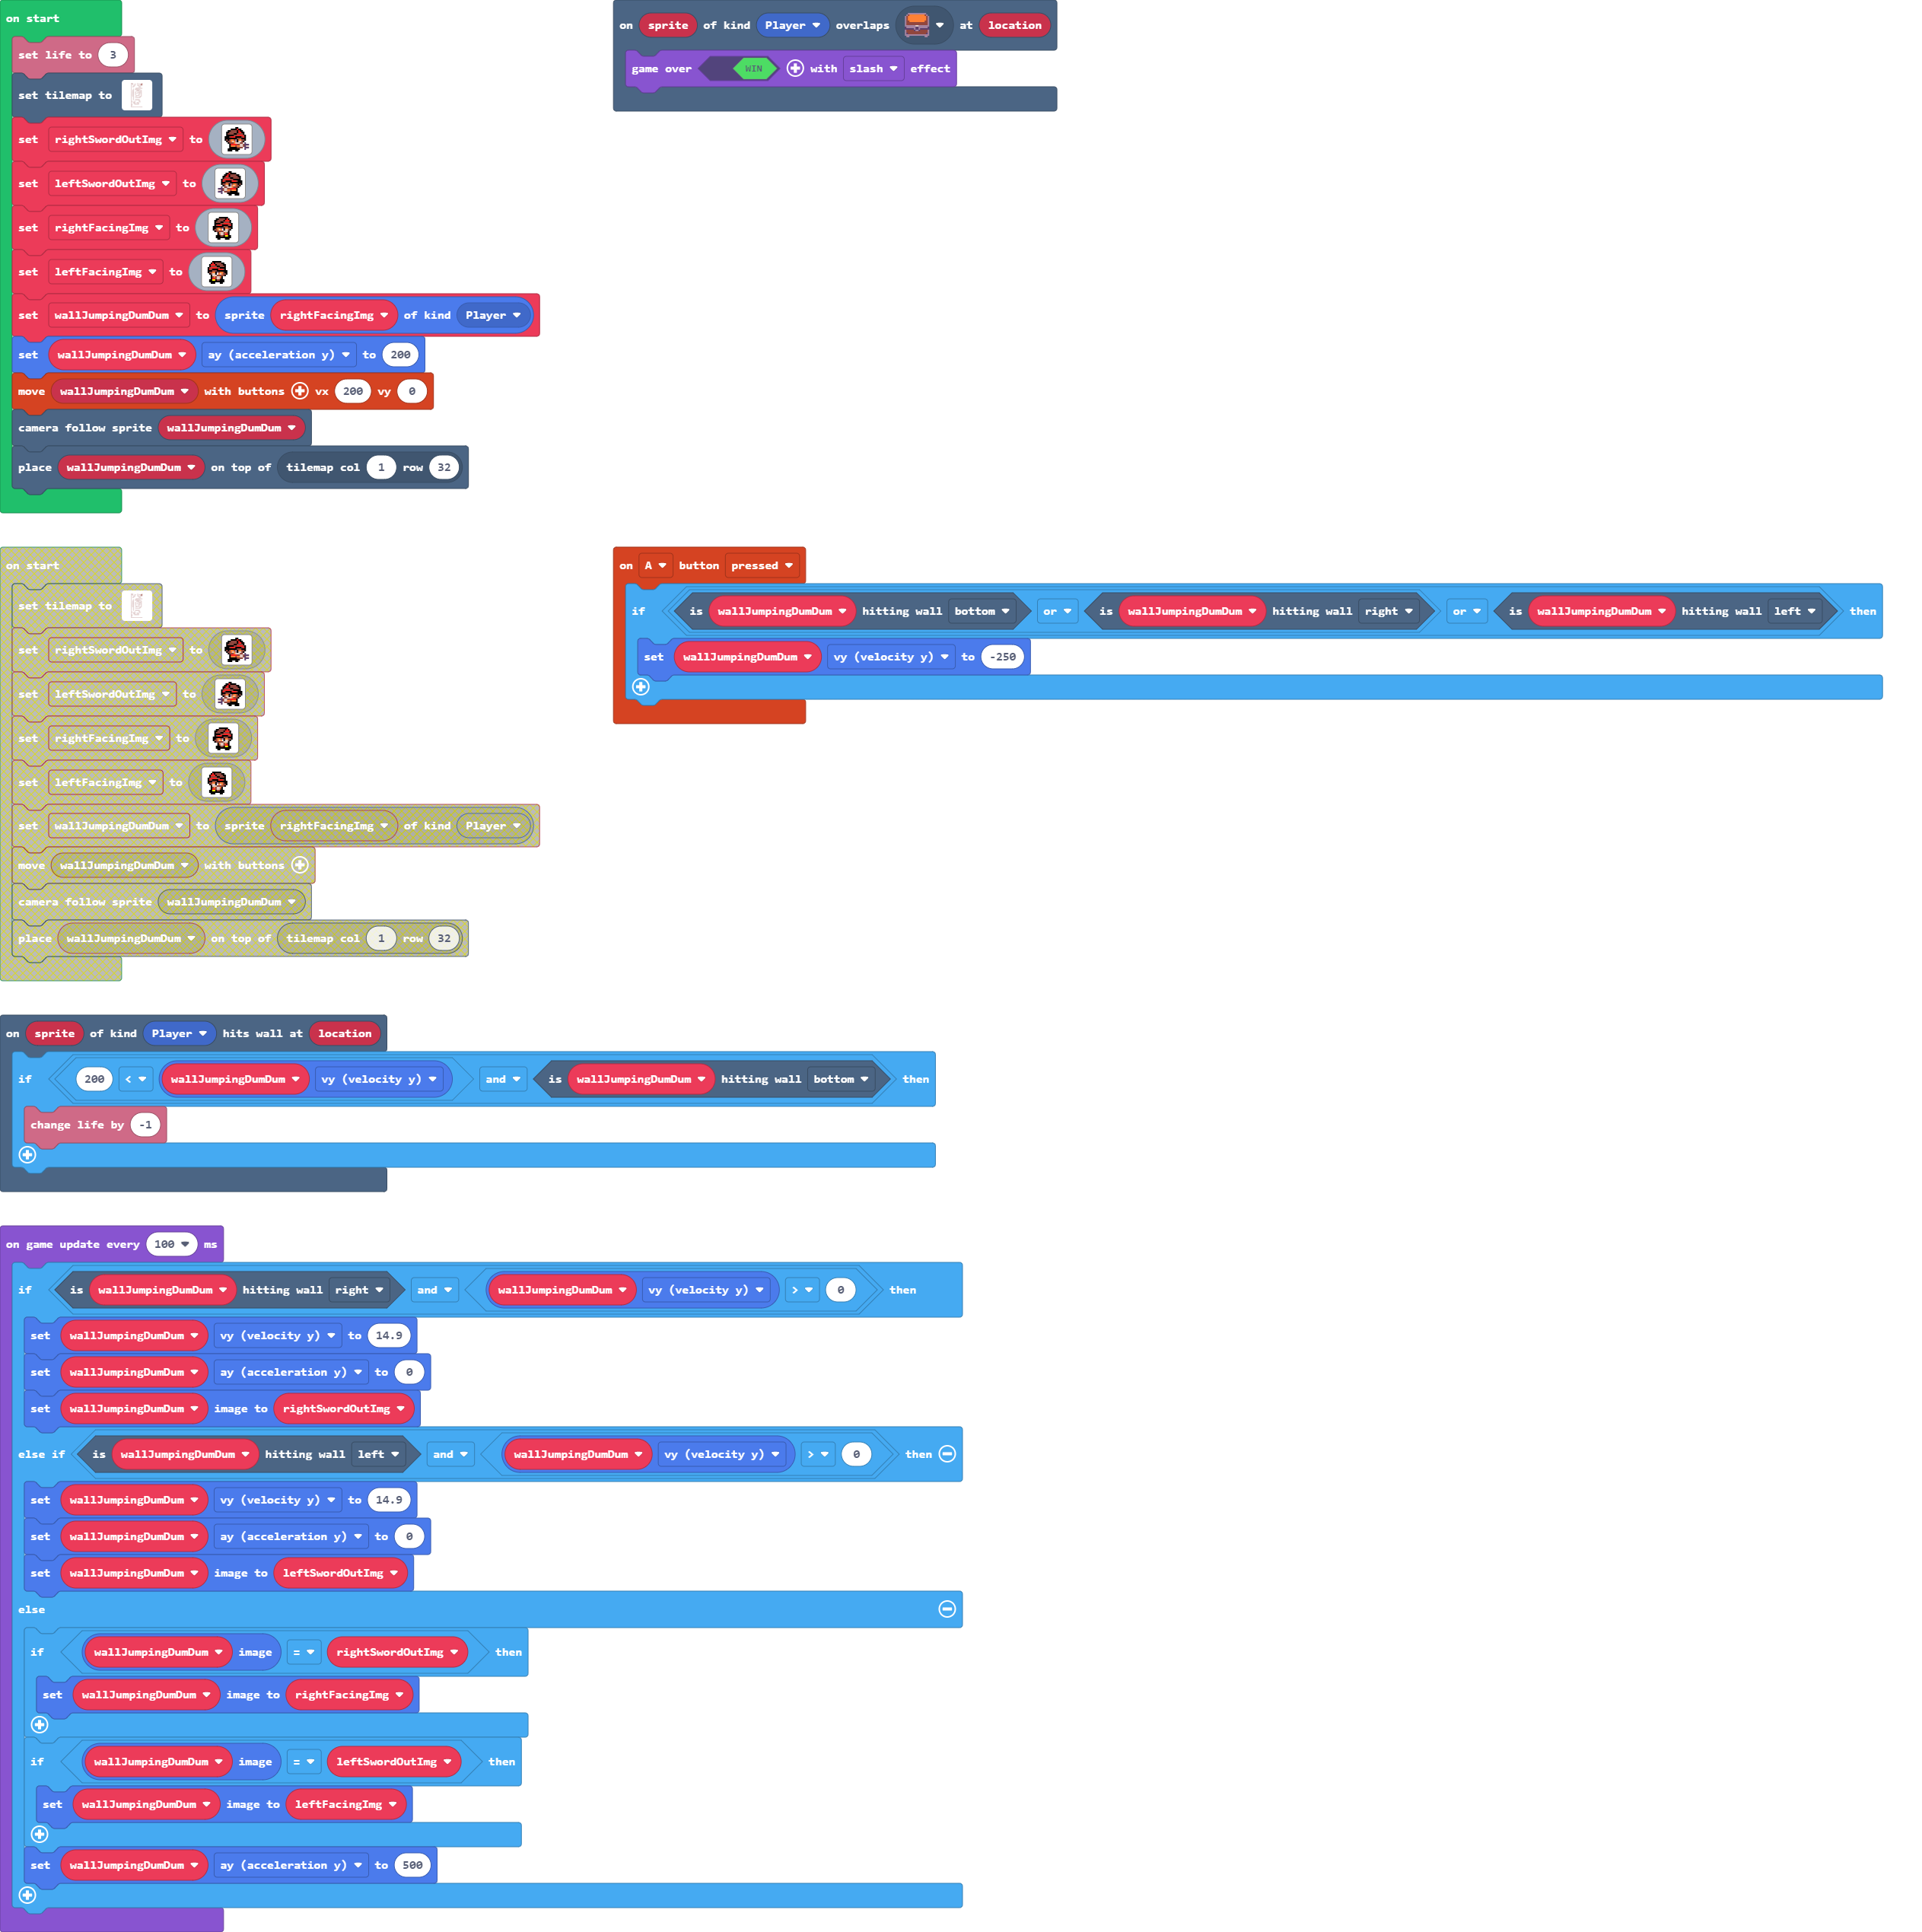 on start
set life to 3
set tilemap to
set rightSwordOutImg to
set leftSwordOutImg to
set rightFacingImg to
set leftFacingImg to
set wallJumpingDumDum to sprite rightFacingImg of kind Player
set wallJumpingDumDum ay (acceleration y) to 200
move wallJumpingDumDum with buttons vx 200 vy 0
camera follow sprite wallJumpingDumDum
place wallJumpingDumDum on top of tilemap col 1 row 32
on sprite of kind Player overlaps at location
game over WIN with slash effect
on start
set tilemap to
set rightSwordOutImg to
set leftSwordOutImg to
set rightFacingImg to
set leftFacingImg to
set wallJumpingDumDum to sprite rightFacingImg of kind Player
move wallJumpingDumDum with buttons
camera follow sprite wallJumpingDumDum
place wallJumpingDumDum on top of tilemap col 1 row 32
on A button pressed
if is wallJumpingDumDum hitting wall bottom or is wallJumpingDumDum hitting wall right or is wallJumpingDumDum hitting wall left then
set wallJumpingDumDum vy (velocity y) to -250
on sprite of kind Player hits wall at location
if 200 < wallJumpingDumDum vy (velocity y) and is wallJumpingDumDum hitting wall bottom then
change life by -1
on game update every 100 ms
if is wallJumpingDumDum hitting wall right and wallJumpingDumDum vy (velocity y) > 0 then
set wallJumpingDumDum vy (velocity y) to 14.9
set wallJumpingDumDum ay (acceleration y) to 0
set wallJumpingDumDum image to rightSwordOutImg
else if is wallJumpingDumDum hitting wall left and wallJumpingDumDum vy (velocity y) > 0 then
set wallJumpingDumDum vy (velocity y) to 14.9
set wallJumpingDumDum ay (acceleration y) to 0
set wallJumpingDumDum image to leftSwordOutImg
else
if wallJumpingDumDum image = rightSwordOutImg then
set wallJumpingDumDum image to rightFacingImg
if wallJumpingDumDum image = leftSwordOutImg then
set wallJumpingDumDum image to leftFacingImg
set wallJumpingDumDum ay (acceleration y) to 500